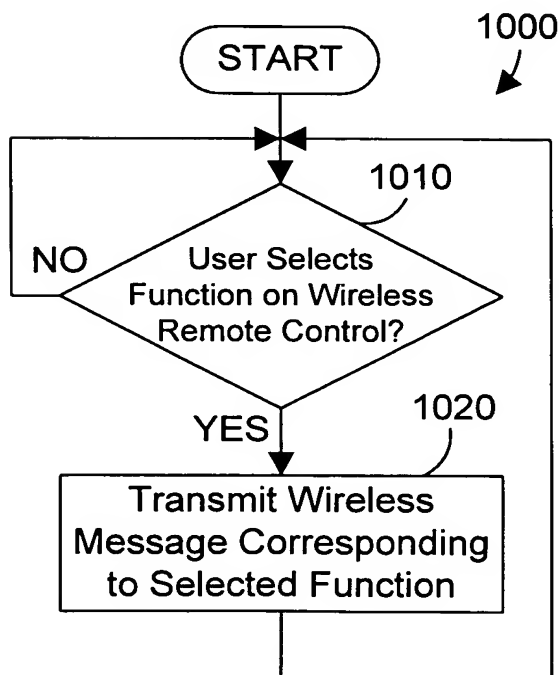 1000
START
1010
NO
User Selects
Function on Wireless
Remote Control?
YES
1020
Transmit Wireless
Message Corresponding
to Selected Function